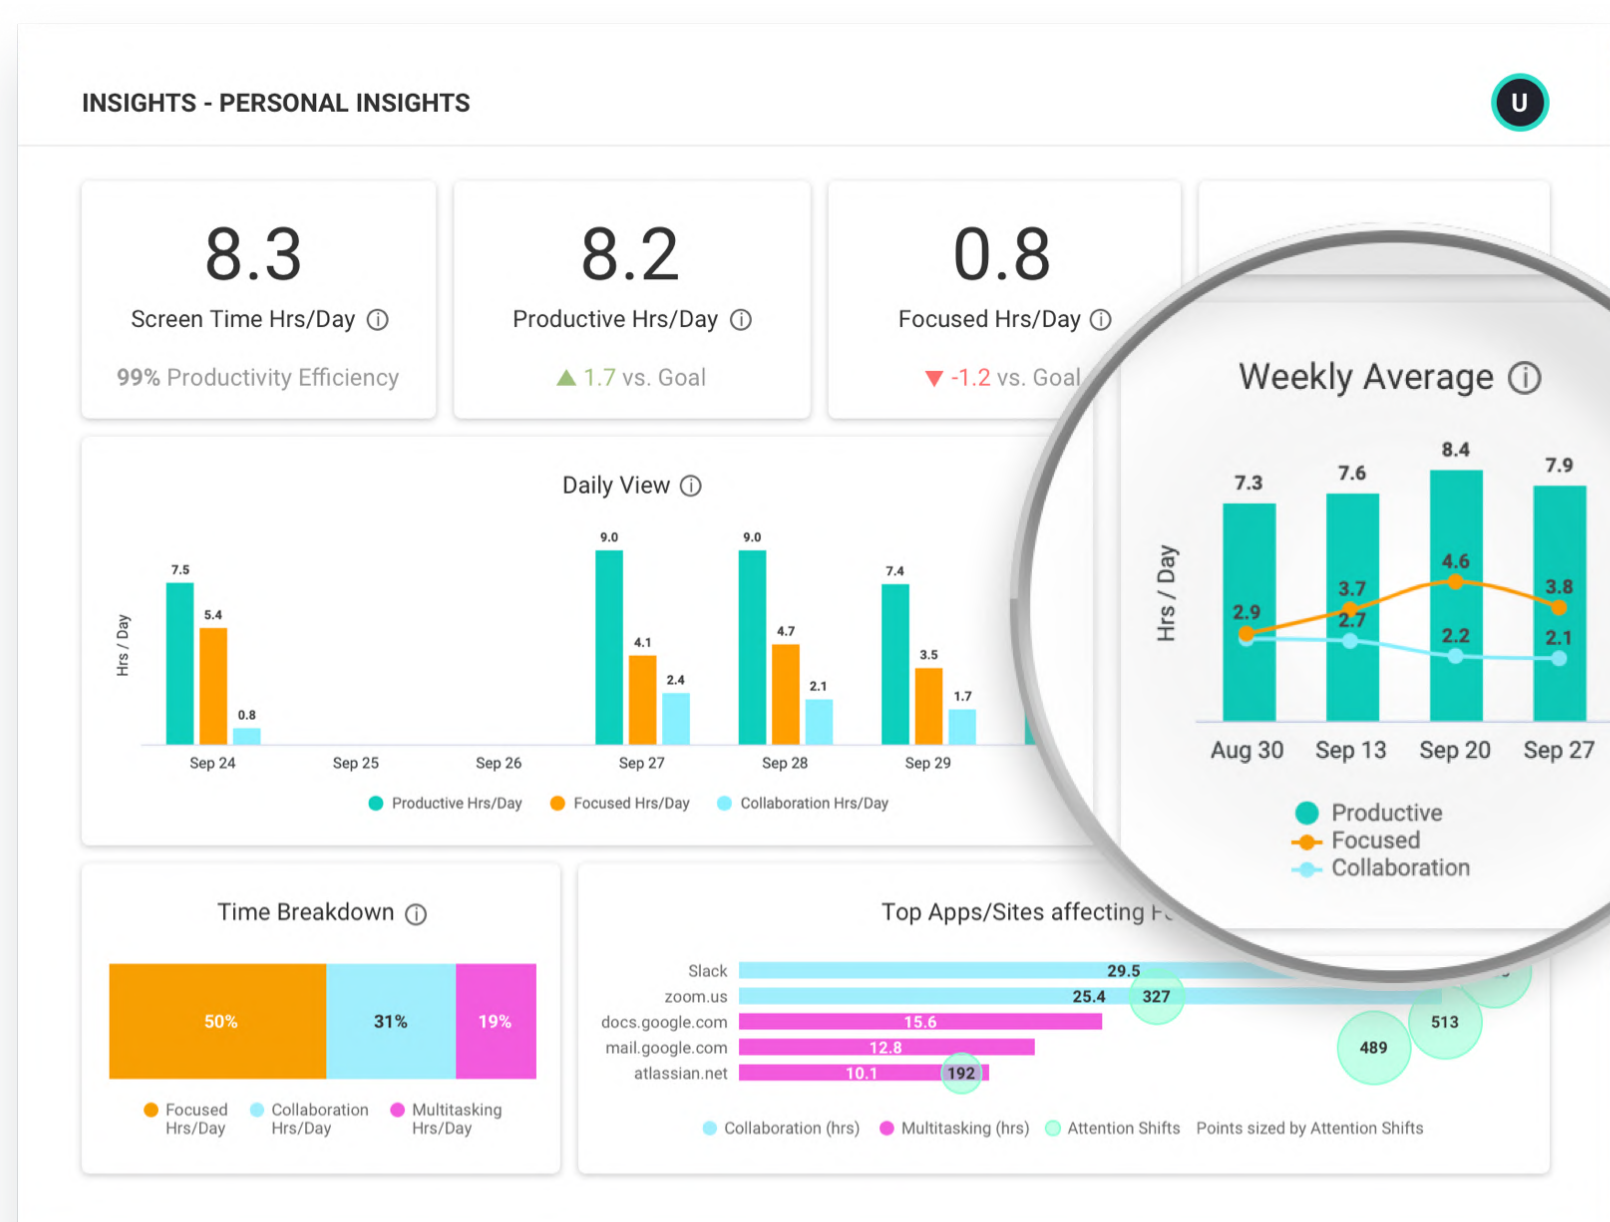 INSIGHTS - PERSONAL INSIGHTS
U
8.3
Screen Time Hrs/Day
99% Productivity Efficiency
8.2
Productive Hrs/Day
1.7 vs. Goal
0.8
Focused Hrs/Day
-1.2 vs. Goal
Daily View
Hrs / Day
7.5
5.4
0.8
9.0
4.1
2.4
9.0
4.7
2.1
7.4
3.5
1.7
Sep 24
Sep 25
Sep 26
Sep 27
Sep 28
Sep 29
Productive Hrs/Day
Focused Hrs/Day
Collaboration Hrs/Day
Weekly Average
Hrs / Day
7.3
7.6
8.4
7.9
2.9
3.7
4.6
3.8
2.7
2.2
2.1
Aug 30
Sep 13
Sep 20
Sep 27
Productive
Focused
Collaboration
Time Breakdown
50%
31%
19%
Focused
Hrs/Day
Collaboration
Hrs/Day
Multitasking
Hrs/Day
Top Apps/Sites affecting
Slack
29.5
zoom.us
25.4
327
docs.google.com
15.6
513
mail.google.com
12.8
489
atlassian.net
10.1
192
Collaboration (hrs)
Multitasking (hrs)
Attention Shifts
Points sized by Attention Shifts